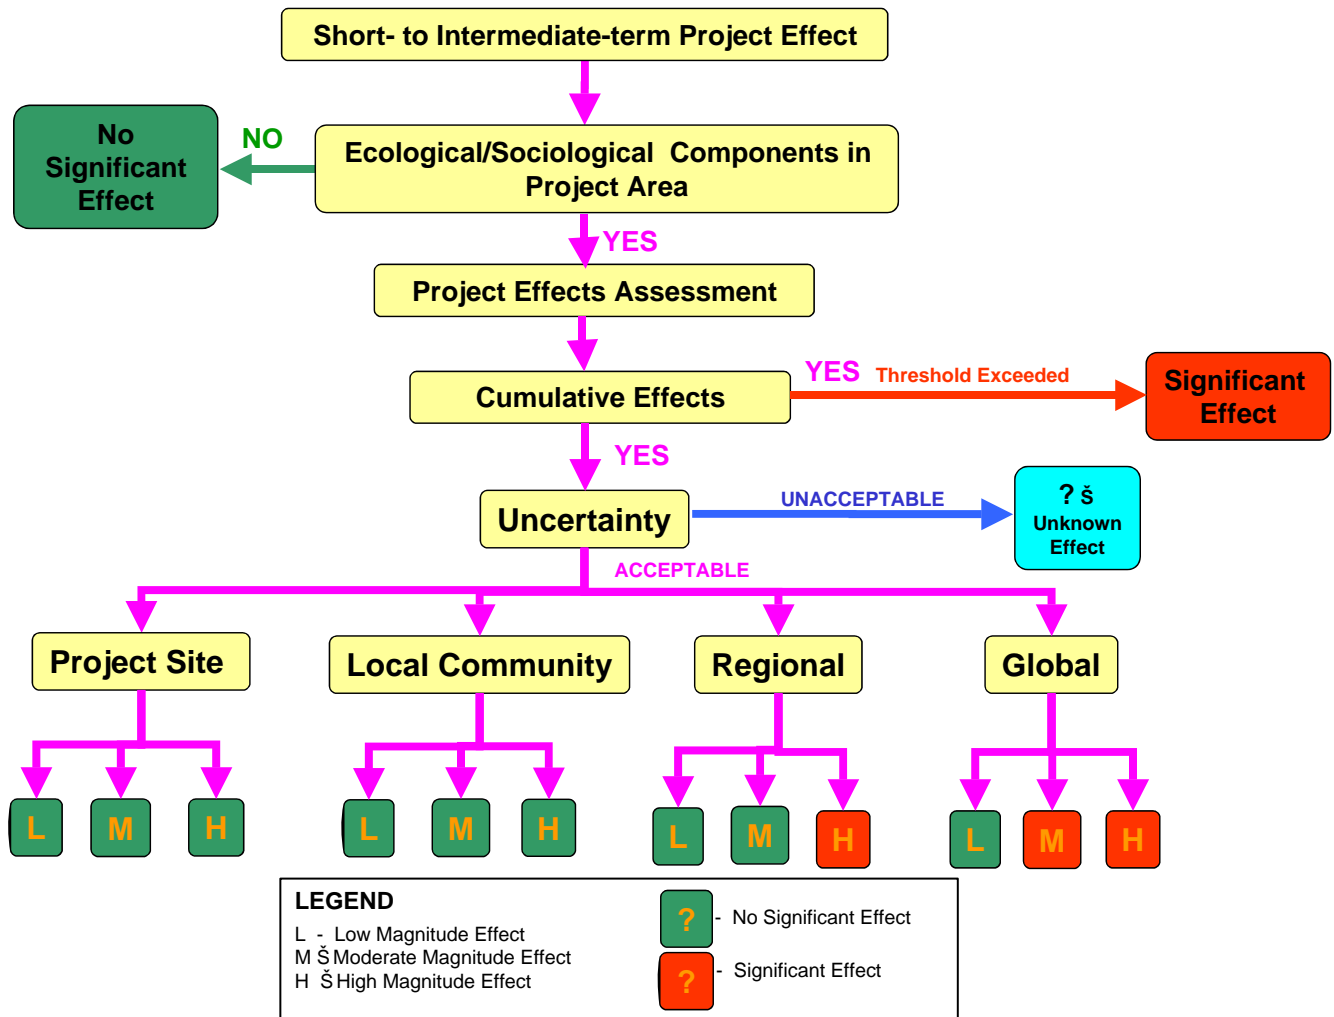 Short- to Intermediate-term Project Effect
No
Significant
Effect
NO
Ecological/Sociological Components in
Project Area
YES
Project Effects Assessment
Cumulative Effects
YES Threshold Exceeded
Significant
Effect
YES
Uncertainty
UNACCEPTABLE
? Š
Unknown
Effect
ACCEPTABLE
Project Site
Local Community
Regional
Global
L M H
L M H
L M H
L M H
LEGEND
L - Low Magnitude Effect
M Š Moderate Magnitude Effect
H Š High Magnitude Effect
? - No Significant Effect
? - Significant Effect